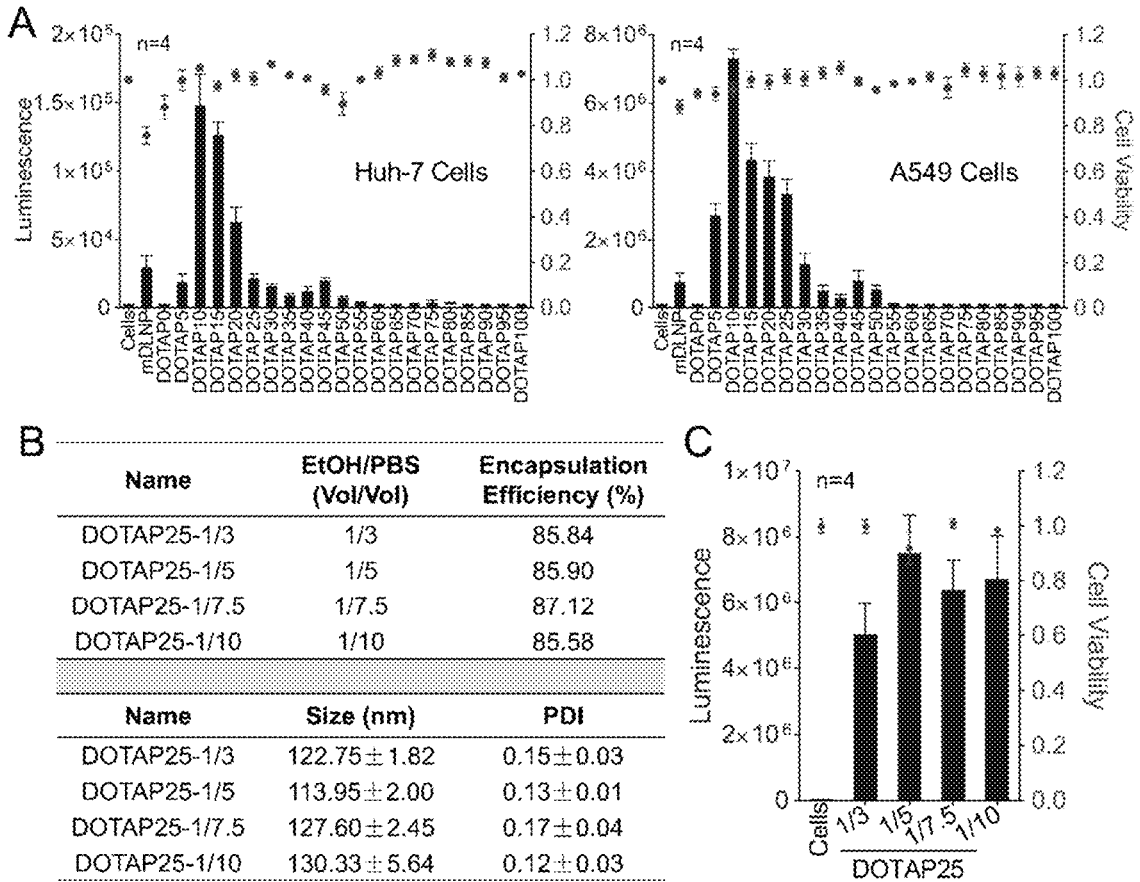 A
2×10⁵
1.5×10⁵
1×10⁵
5×10⁴
0
Luminescence
n=4
Huh-7 Cells
1.2
1.0
0.8
0.6
0.4
0.2
0.0
Cells
mDLNP
DOTAP0
DOTAP5
DOTAP10
DOTAP15
DOTAP20
DOTAP25
DOTAP30
DOTAP35
DOTAP40
DOTAP45
DOTAP50
DOTAP55
DOTAP60
DOTAP65
DOTAP70
DOTAP75
DOTAP80
DOTAP85
DOTAP90
DOTAP95
DOTAP100
8×10⁶
6×10⁶
4×10⁶
2×10⁶
0
n=4
A549 Cells
1.2
1.0
0.8
0.6
0.4
0.2
0.0
Cell Viability
Cells
mDLNP
DOTAP0
DOTAP5
DOTAP10
DOTAP15
DOTAP20
DOTAP25
DOTAP30
DOTAP35
DOTAP40
DOTAP45
DOTAP50
DOTAP55
DOTAP60
DOTAP65
DOTAP70
DOTAP75
DOTAP80
DOTAP85
DOTAP90
DOTAP95
DOTAP100
B
Name EtOH/PBS (Vol/Vol) Encapsulation Efficiency (%)
DOTAP25-1/3 1/3 85.84
DOTAP25-1/5 1/5 85.90
DOTAP25-1/7.5 1/7.5 87.12
DOTAP25-1/10 1/10 85.58
Name Size (nm) PDI
DOTAP25-1/3 122.75±1.82 0.15±0.03
DOTAP25-1/5 113.95±2.00 0.13±0.01
DOTAP25-1/7.5 127.60±2.45 0.17±0.04
DOTAP25-1/10 130.33±5.64 0.12±0.03
C
1×10⁷
8×10⁶
6×10⁶
4×10⁶
2×10⁶
0
Luminescence
n=4
1.2
1.0
0.8
0.6
0.4
0.2
0.0
Cell Viability
Cells
1/3
1/5
1/7.5
1/10
DOTAP25